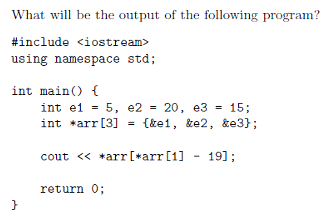 What will be the output of the following program?
#include <iostream>
using namespace std;
int main() {
int e1 = 5, e2 = 20, e3 = 15;
int *arr[3] = {&e1, &e2, &e3};
cout << *arr[*arr[1] - 19];
return 0;
}